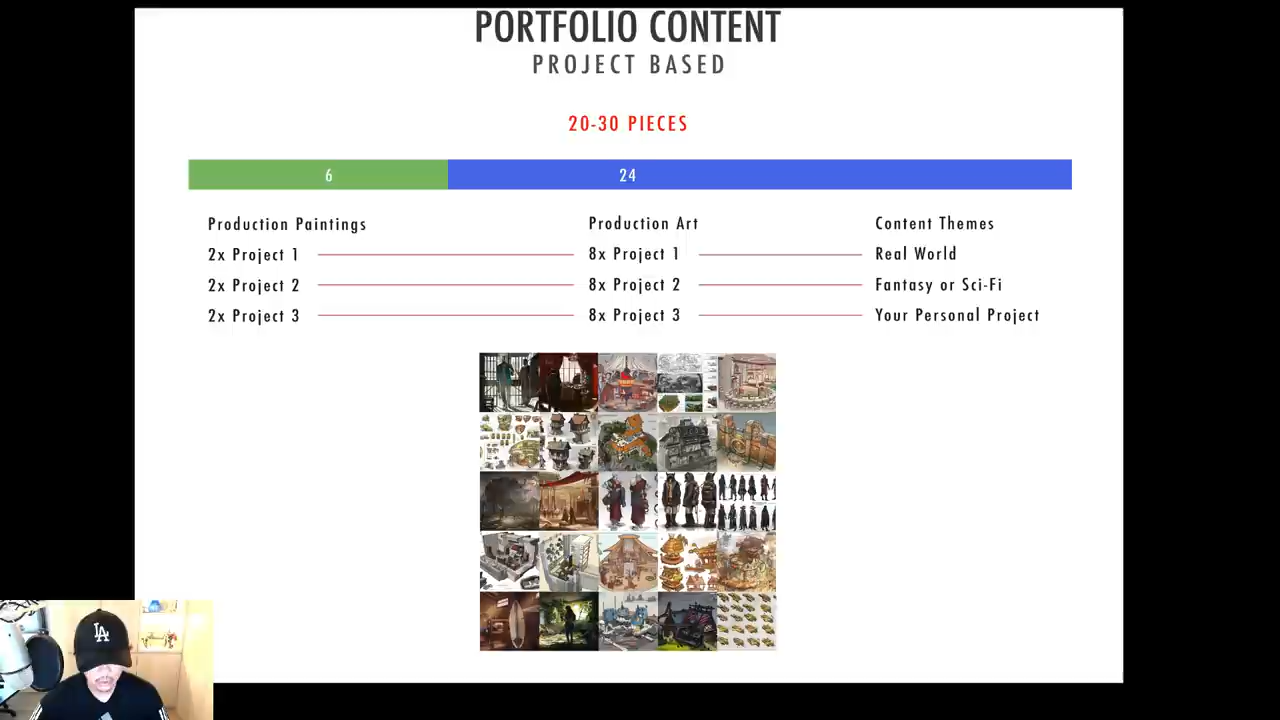 PORTFOLIO CONTENT
PROJECT BASED
20-30 PIECES
6 24
Production Paintings Production Art Content Themes
2x Project 1 8x Project 1 Real World
2x Project 2 8x Project 2 Fantasy or Sci-Fi
2x Project 3 8x Project 3 Your Personal Project
LA